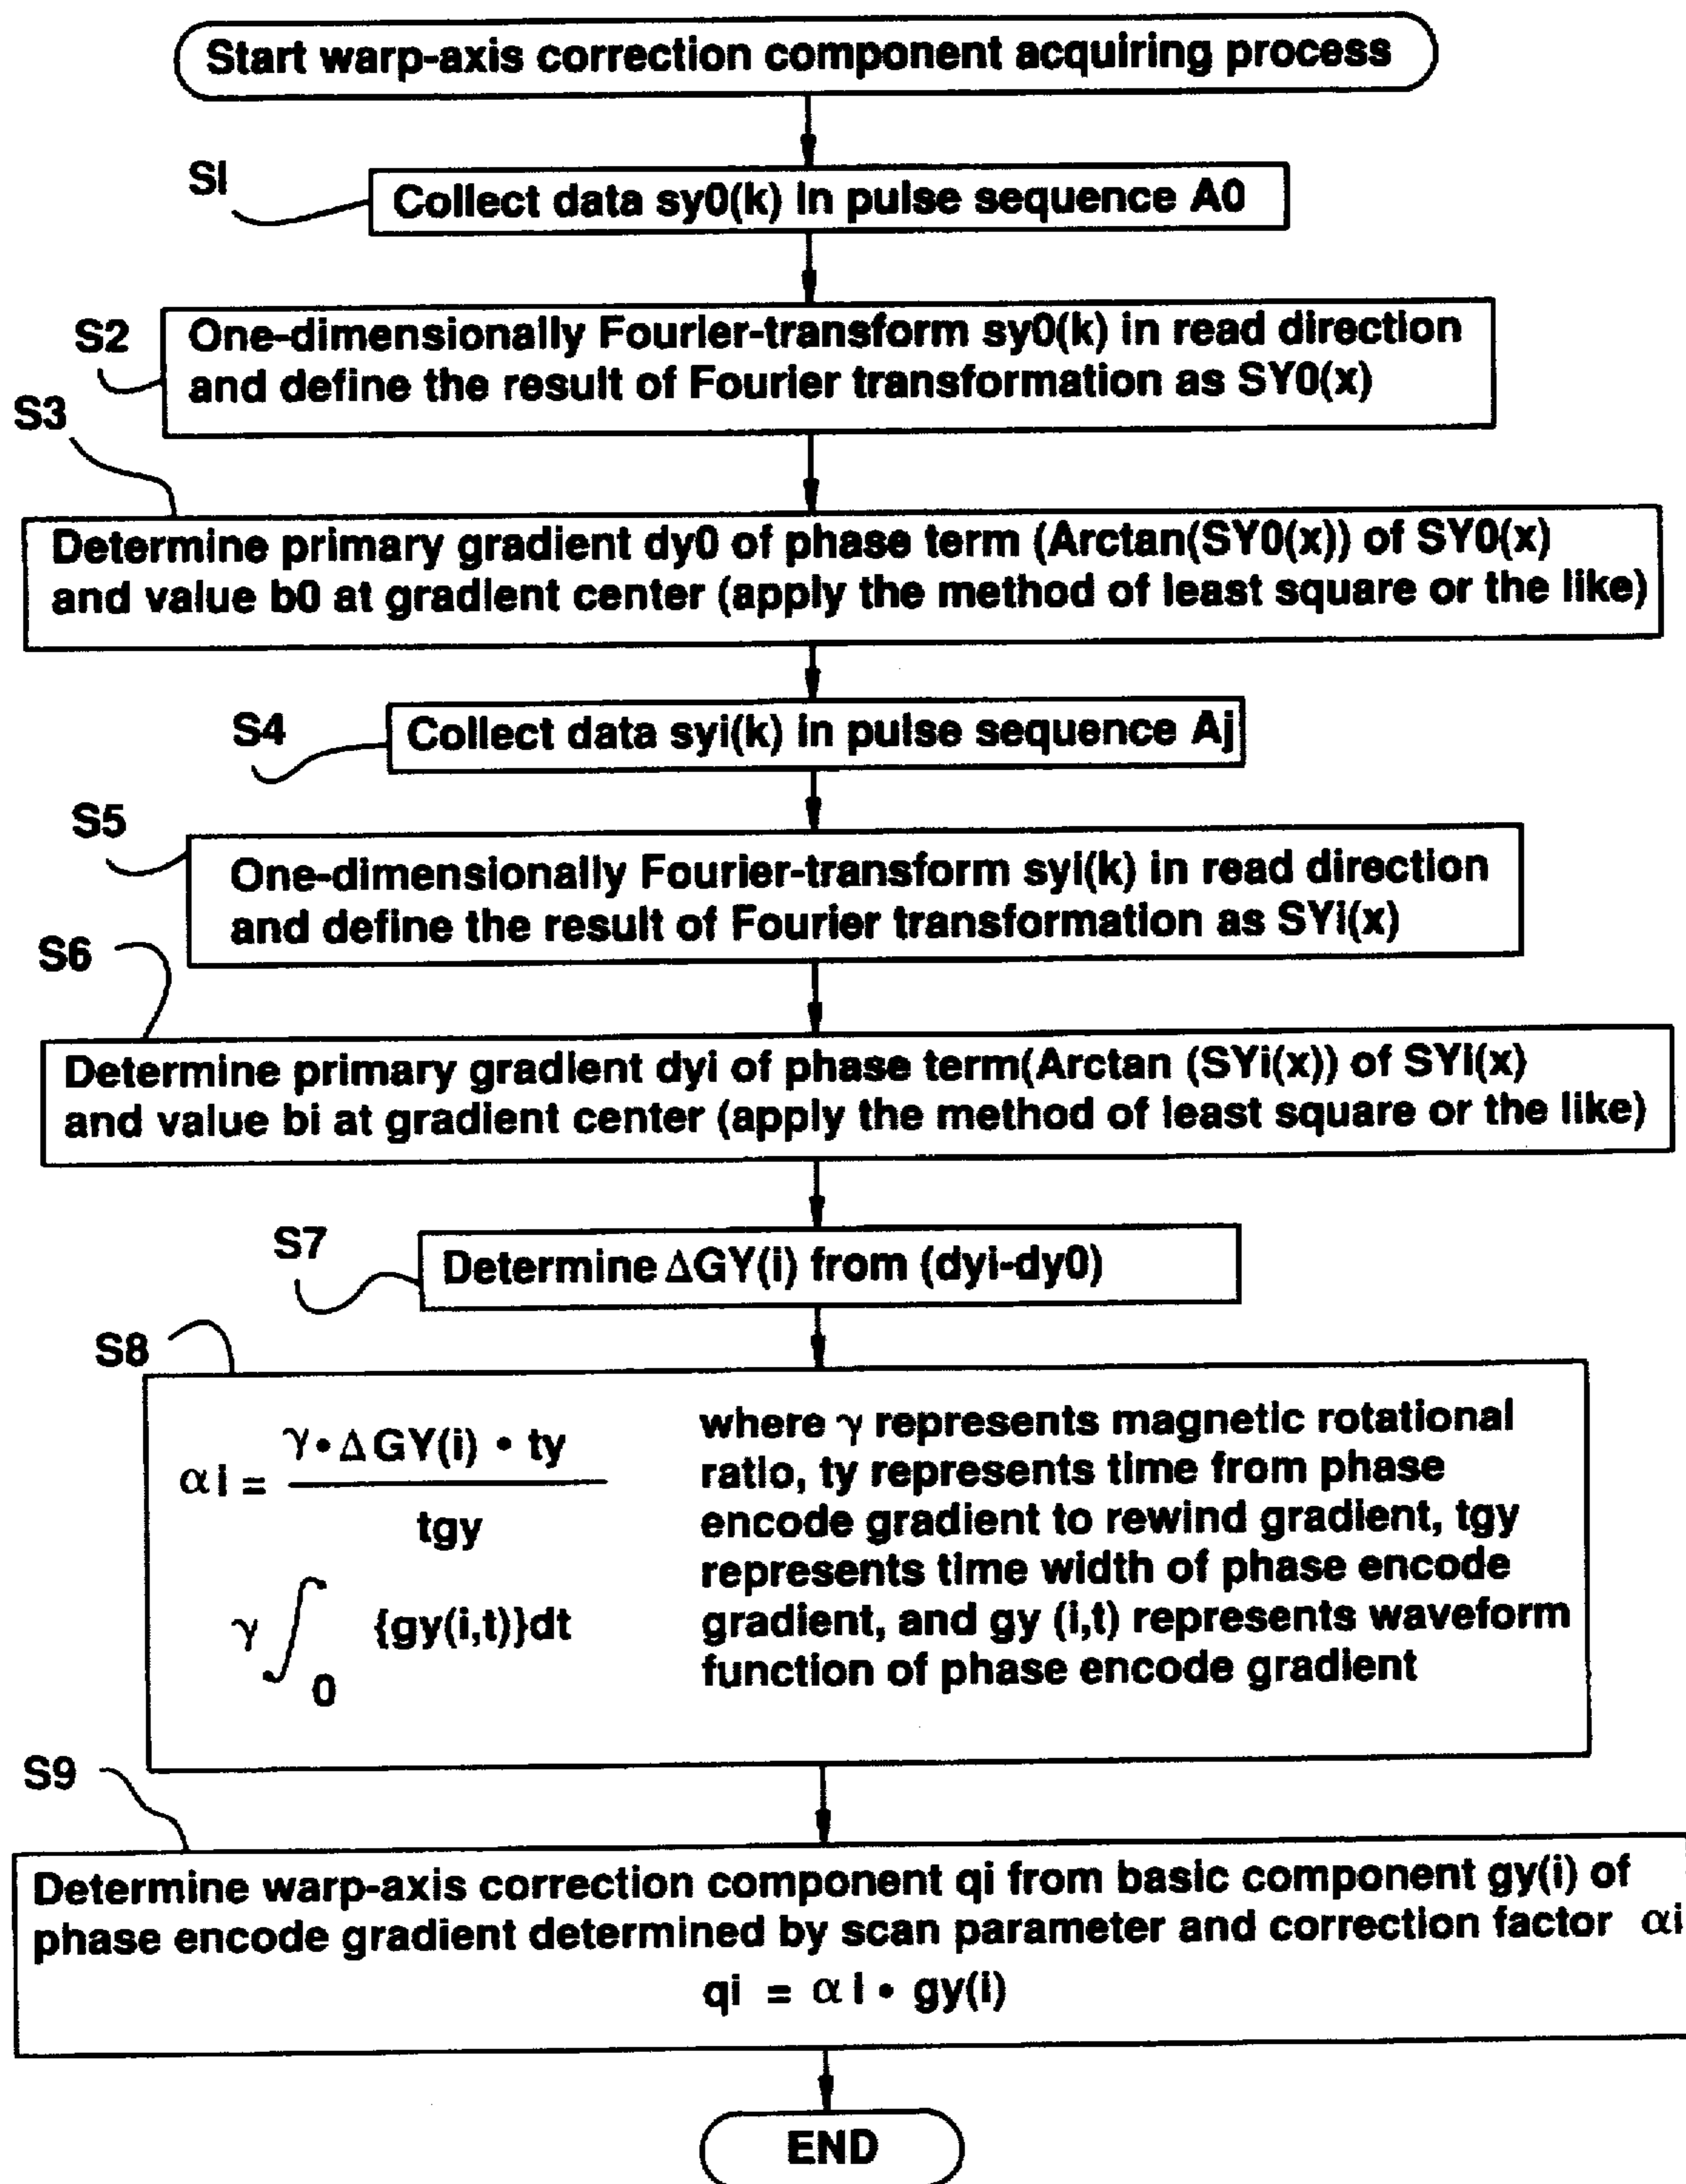 Start warp-axis correction component acquiring process
S1
Collect data sy0(k) in pulse sequence A0
S2
One-dimensionally Fourier-transform sy0(k) in read direction
and define the result of Fourier transformation as SY0(x)
S3
Determine primary gradient dy0 of phase term (Arctan(SY0(x)) of SY0(x)
and value b0 at gradient center (apply the method of least square or the like)
S4
Collect data syi(k) in pulse sequence Aj
S5
One-dimensionally Fourier-transform syi(k) in read direction
and define the result of Fourier transformation as SYi(x)
S6
Determine primary gradient dyi of phase term(Arctan (SYi(x)) of SYi(x)
and value bi at gradient center (apply the method of least square or the like)
S7
Determine ΔGY(i) from (dyi-dy0)
S8
γ•ΔGY(i) • ty
αi =
tgy
γ∫ {gy(i,t)}dt
0
where γ represents magnetic rotational
ratio, ty represents time from phase
encode gradient to rewind gradient, tgy
represents time width of phase encode
gradient, and gy (i,t) represents waveform
function of phase encode gradient
S9
Determine warp-axis correction component qi from basic component gy(i) of
phase encode gradient determined by scan parameter and correction factor αi
qi = αi • gy(i)
END